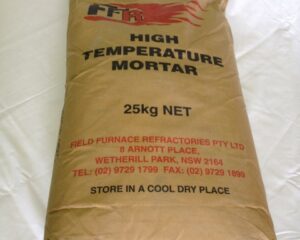 FFR
HIGH
TEMPERATURE
MORTAR
25kg NET
FIELD FURNACE REFRACTORIES PTY LTD
8 ARNOTT PLACE,
WETHERILL PARK, NSW 2164
TEL: (02) 9729 1799 FAX: (02) 9729 1899
STORE IN A COOL DRY PLACE